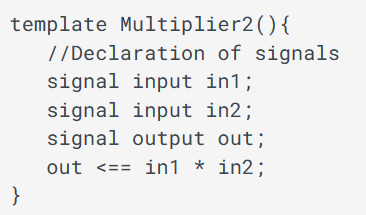 template Multiplier2(){
   //Declaration of signals
   signal input in1;
   signal input in2;
   signal output out;
   out <== in1 * in2;
}